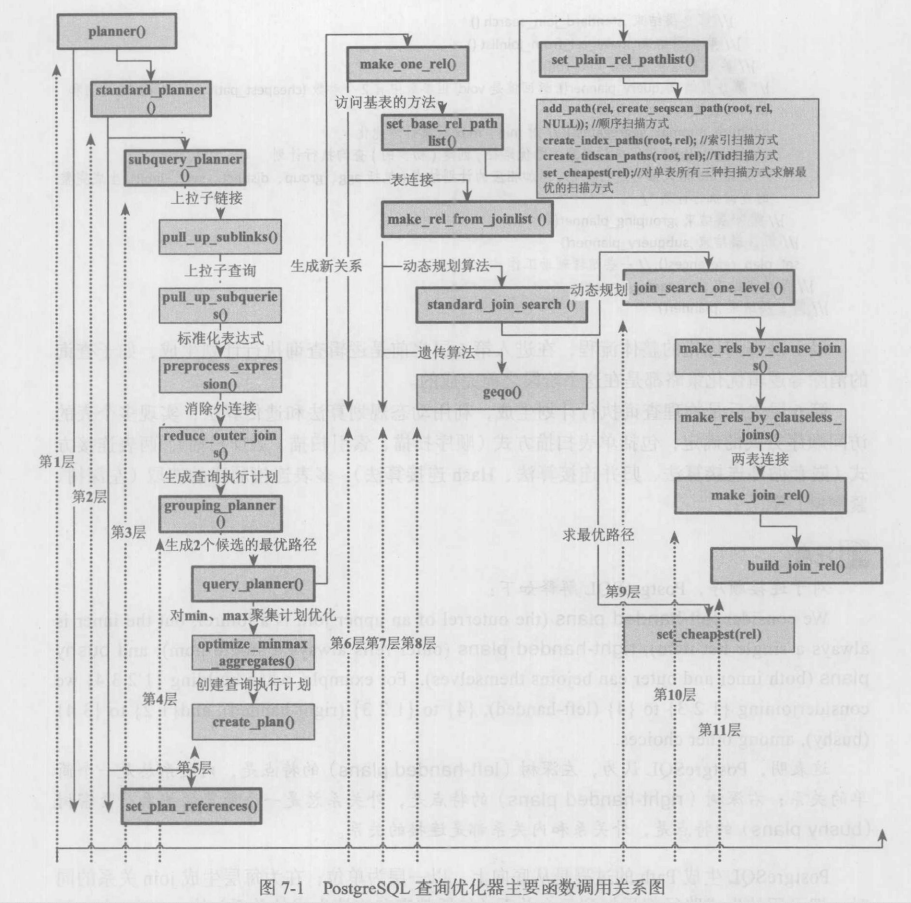 planner()
standard_planner
()
subquery_planner
()
上拉子链接
pull_up_sublinks()
上拉子查询
pull_up_subquerie
s()
标准化表达式
preprocess_expres
sion()
消除外连接
reduce_outer_join
s()
生成查询执行计划
grouping_planner
()
生成2个候选的最优路径
query_planner()
对min、max聚集计划优化
optimize_minmax
_aggregates()
创建查询执行计划
create_plan()
set_plan_references()
第1层
第2层
第3层
第4层
第5层
生成新关系
make_one_rel()
访问基表的方法
set_base_rel_path
list()
表连接
make_rel_from_joinlist ()
动态规划算法
standard_join_search ()
遗传算法
geqo()
第6层
第7层
第8层
set_plain_rel_pathlist()
add_path(rel, create_seqscan_path(root, rel,
NULL)); //顺序扫描方式
create_index_paths(root, rel); //索引扫描方式
create_tidscan_paths(root, rel);//Tid扫描方式
set_cheapest(rel);//对单表所有三种扫描方式求解最
优的扫描方式
动态规划
join_search_one_level ()
make_rels_by_clause_join
s()
make_rels_by_clauseless_
joins()
两表连接
make_join_rel()
build_join_rel()
求最优路径
第9层
set_cheapest(rel)
第10层
第11层
图 7-1 PostgreSQL 查询优化器主要函数调用关系图